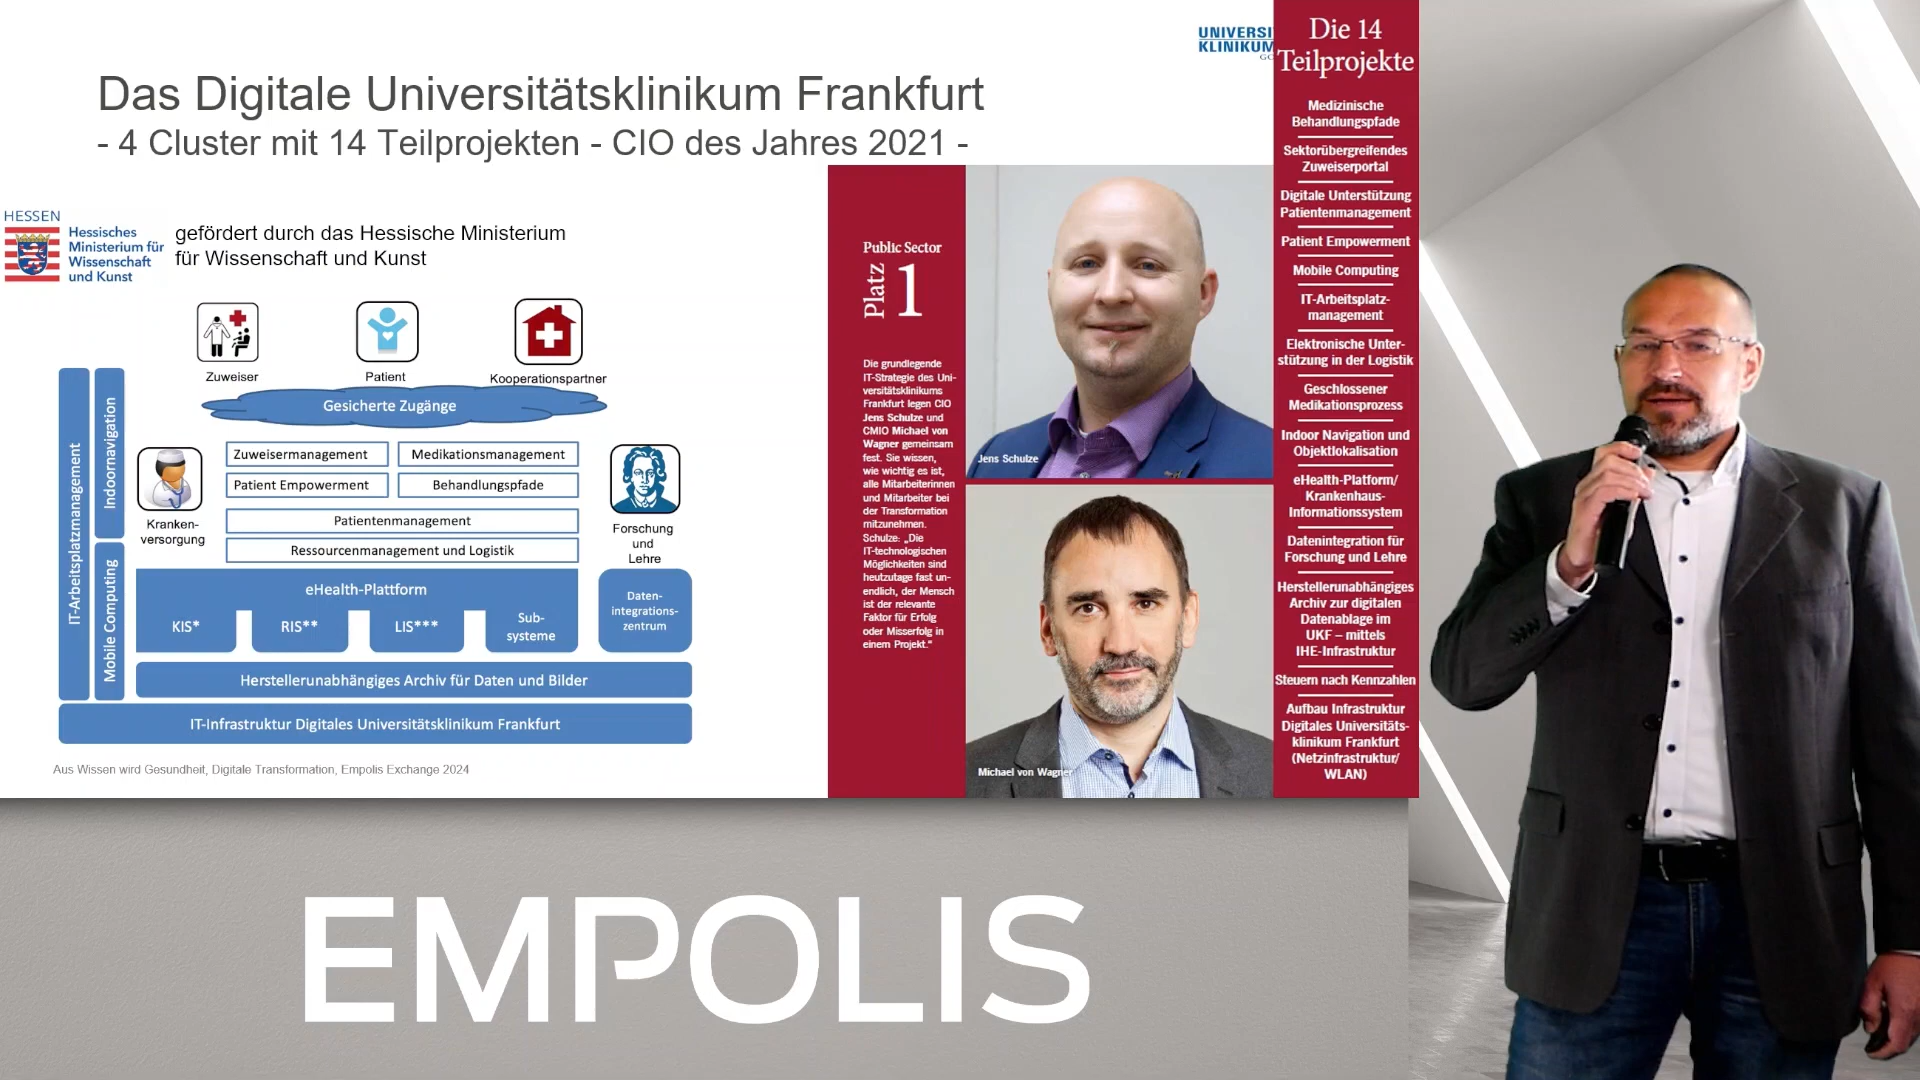 Das Digitale Universitätsklinikum Frankfurt
- 4 Cluster mit 14 Teilprojekten - CIO des Jahres 2021 -
HESSEN
Hessisches
Ministerium für
Wissenschaft
und Kunst
gefördert durch das Hessische Ministerium
für Wissenschaft und Kunst
Zuweiser
Patient
Kooperationspartner
Gesicherte Zugänge
IT-Arbeitsplatzmanagement
Indoornavigation
Mobile Computing
Kranken-
versorgung
Zuweisermanagement
Medikationsmanagement
Patient Empowerment
Behandlungspfade
Patientenmanagement
Ressourcenmanagement und Logistik
Forschung
und
Lehre
eHealth-Plattform
KIS*
RIS**
LIS***
Sub-
systeme
Daten-
integrations-
zentrum
Herstellerunabhängiges Archiv für Daten und Bilder
IT-Infrastruktur Digitales Universitätsklinikum Frankfurt
Aus Wissen wird Gesundheit, Digitale Transformation, Empolis Exchange 2024
Public Sector
Platz
1
Die grundlegende
IT-Strategie des Uni-
versitätsklinikums
Frankfurt legen CIO
Jens Schulze und
CMIO Michael von
Wagner gemeinsam
fest. Sie wissen,
wie wichtig es ist,
alle Mitarbeiterinnen
und Mitarbeiter bei
der Transformation
mitzunehmen.
Schulze: „Die
IT-technologischen
Möglichkeiten sind
heutzutage fast un-
endlich, der Mensch
ist der relevante
Faktor für Erfolg
oder Misserfolg in
einem Projekt.“
Jens Schulze
Michael von Wagner
UNIVERSI
KLINIKUM
GO
Die 14
Teilprojekte
Medizinische
Behandlungspfade
Sektorübergreifendes
Zuweiserportal
Digitale Unterstützung
Patientenmanagement
Patient Empowerment
Mobile Computing
IT-Arbeitsplatz-
management
Elektronische Unter-
stützung in der Logistik
Geschlossener
Medikationsprozess
Indoor Navigation und
Objektlokalisation
eHealth-Platform/
Krankenhaus-
Informationssystem
Datenintegration für
Forschung und Lehre
Herstellerunabhängiges
Archiv zur digitalen
Datenablage im
UKF – mittels
IHE-Infrastruktur
Steuern nach Kennzahlen
Aufbau Infrastruktur
Digitales Universitäts-
klinikum Frankfurt
(Netzinfrastruktur/
WLAN)
EMPOLIS